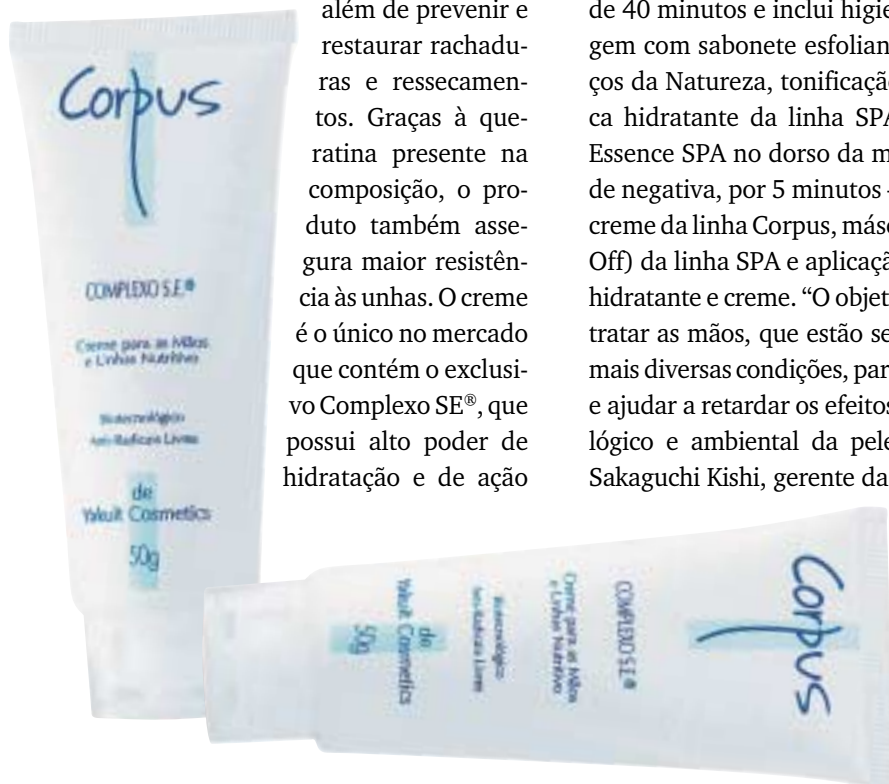 além de prevenir e
restaurar rachadu-
ras e ressecamen-
tos. Graças à que-
ratina presente na
composição, o pro-
duto também asse-
gura maior resistên-
cia às unhas. O creme
é o único no mercado
que contém o exclusi-
vo Complexo SE®, que
possui alto poder de
hidratação e de ação
de 40 minutos e inclui higie
gem com sabonete esfolian
ços da Natureza, tonificação
ca hidratante da linha SPA
Essence SPA no dorso da m
de negativa, por 5 minutos
creme da linha Corpus, másc
Off) da linha SPA e aplicaçã
hidratante e creme. “O objet
tratar as mãos, que estão se
mais diversas condições, par
e ajudar a retardar os efeitos
lógico e ambiental da pele
Sakaguchi Kishi, gerente da
Corpus
COMPLEXO S.E.®
Creme para as Mãos
e Unhas Nutritivo
Biotecnológico
Anti-Radicais Livres
de
Yakult Cosmetics
50g
Corpus
COMPLEXO S.E.®
Creme para as Mãos
e Unhas Nutritivo
Biotecnológico
Anti-Radicais Livres
de
Yakult Cosmetics
50g